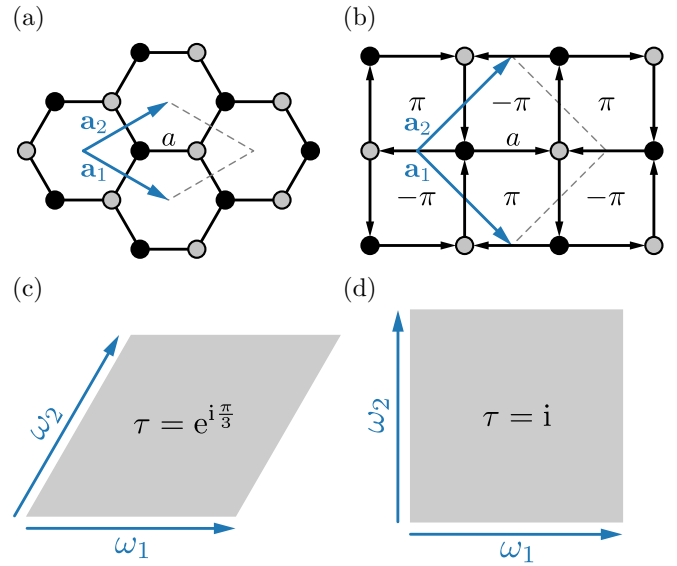 (a)
a₂
a
a₁
(b)
π
-π
π
a₂
a
a₁
-π
π
-π
(c)
ω₂
τ = e^{iπ/3}
ω₁
(d)
ω₂
τ = i
ω₁